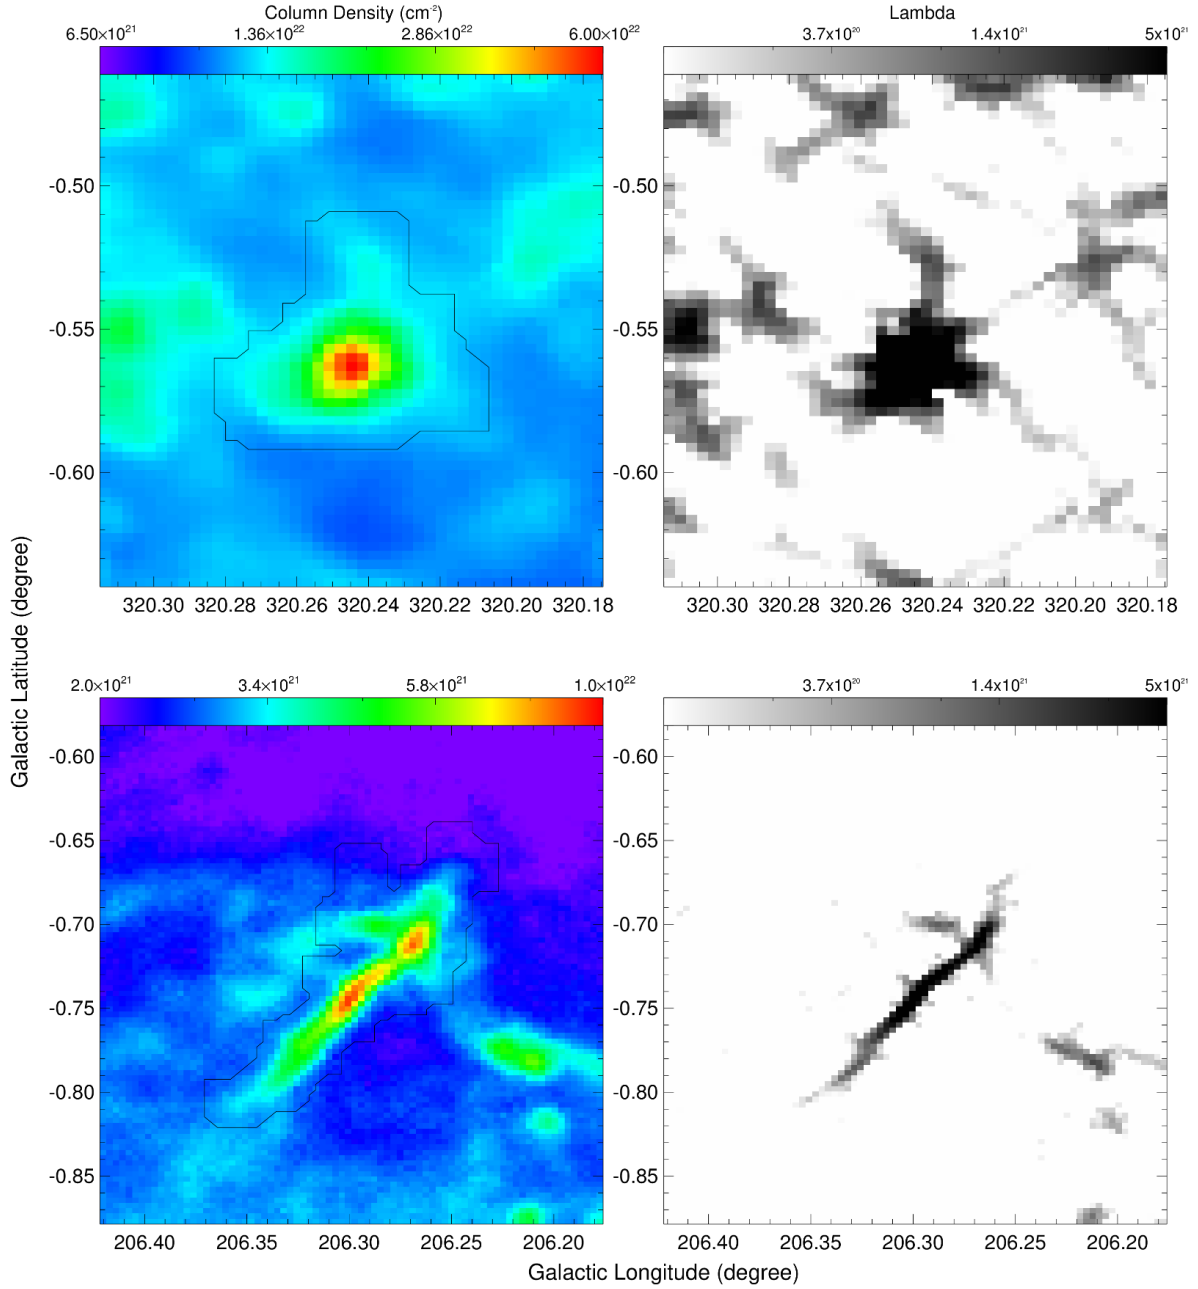 Column Density (cm⁻²)
6.50×10²¹ 1.36×10²² 2.86×10²² 6.00×10²²
Lambda
3.7×10²⁰ 1.4×10²¹ 5×10²¹
-0.50
-0.55
-0.60
320.30 320.28 320.26 320.24 320.22 320.20 320.18
-0.50
-0.55
-0.60
320.30 320.28 320.26 320.24 320.22 320.20 320.18
Galactic Latitude (degree)
2.0×10²¹ 3.4×10²¹ 5.8×10²¹ 1.0×10²²
3.7×10²⁰ 1.4×10²¹ 5×10²¹
-0.60
-0.65
-0.70
-0.75
-0.80
-0.85
206.40 206.35 206.30 206.25 206.20
-0.60
-0.65
-0.70
-0.75
-0.80
-0.85
206.40 206.35 206.30 206.25 206.20
Galactic Longitude (degree)